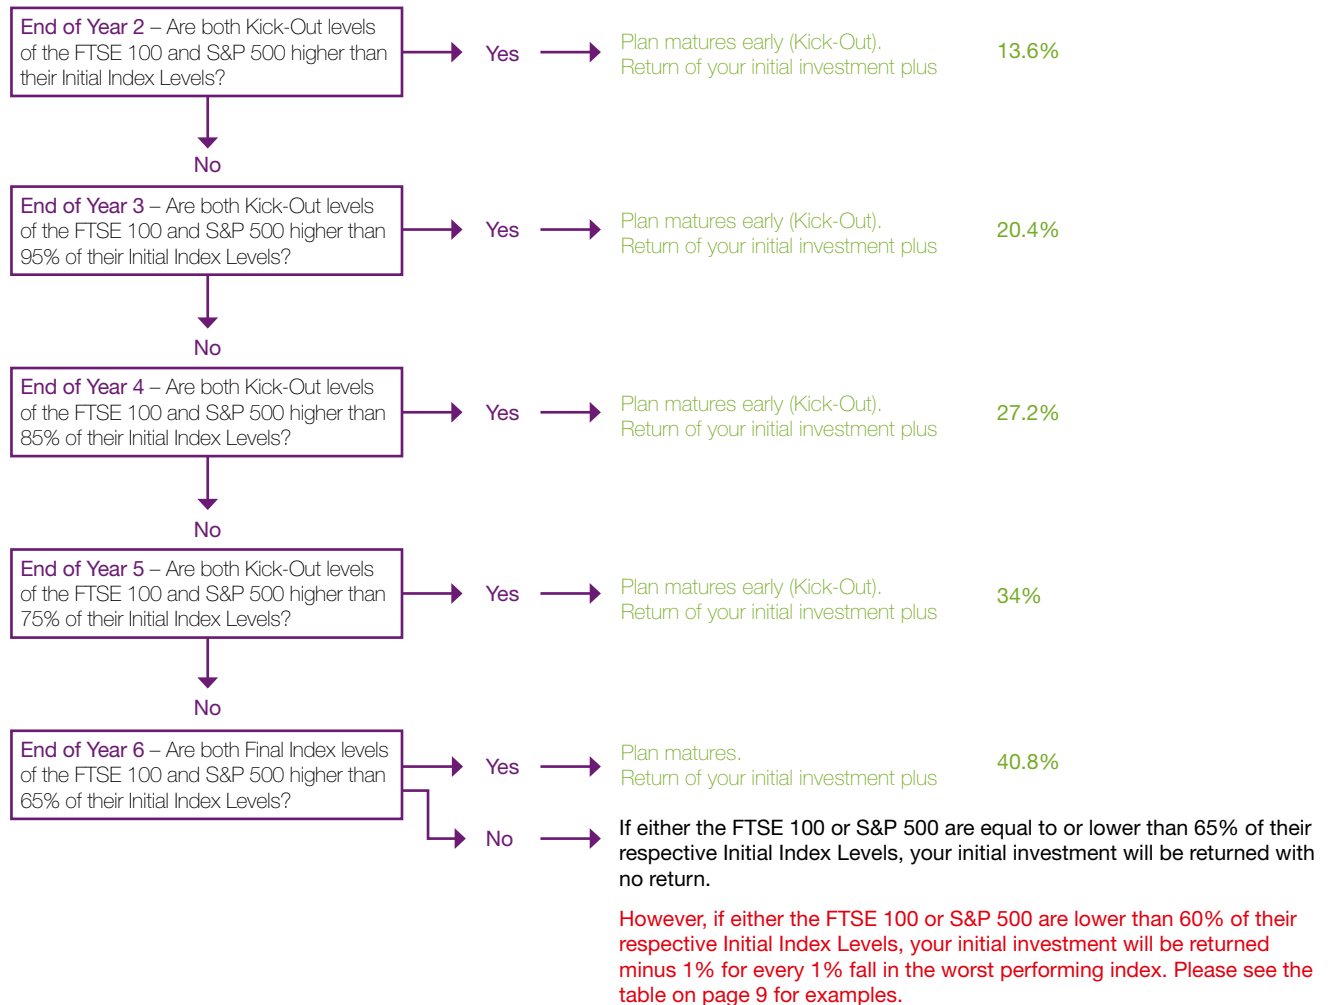 End of Year 2 – Are both Kick-Out levels
of the FTSE 100 and S&P 500 higher than
their Initial Index Levels?
Yes
Plan matures early (Kick-Out).
Return of your initial investment plus
13.6%
No
End of Year 3 – Are both Kick-Out levels
of the FTSE 100 and S&P 500 higher than
95% of their Initial Index Levels?
Yes
Plan matures early (Kick-Out).
Return of your initial investment plus
20.4%
No
End of Year 4 – Are both Kick-Out levels
of the FTSE 100 and S&P 500 higher than
85% of their Initial Index Levels?
Yes
Plan matures early (Kick-Out).
Return of your initial investment plus
27.2%
No
End of Year 5 – Are both Kick-Out levels
of the FTSE 100 and S&P 500 higher than
75% of their Initial Index Levels?
Yes
Plan matures early (Kick-Out).
Return of your initial investment plus
34%
No
End of Year 6 – Are both Final Index levels
of the FTSE 100 and S&P 500 higher than
65% of their Initial Index Levels?
Yes
Plan matures.
Return of your initial investment plus
40.8%
No
If either the FTSE 100 or S&P 500 are equal to or lower than 65% of their
respective Initial Index Levels, your initial investment will be returned with
no return.
However, if either the FTSE 100 or S&P 500 are lower than 60% of their
respective Initial Index Levels, your initial investment will be returned
minus 1% for every 1% fall in the worst performing index. Please see the
table on page 9 for examples.